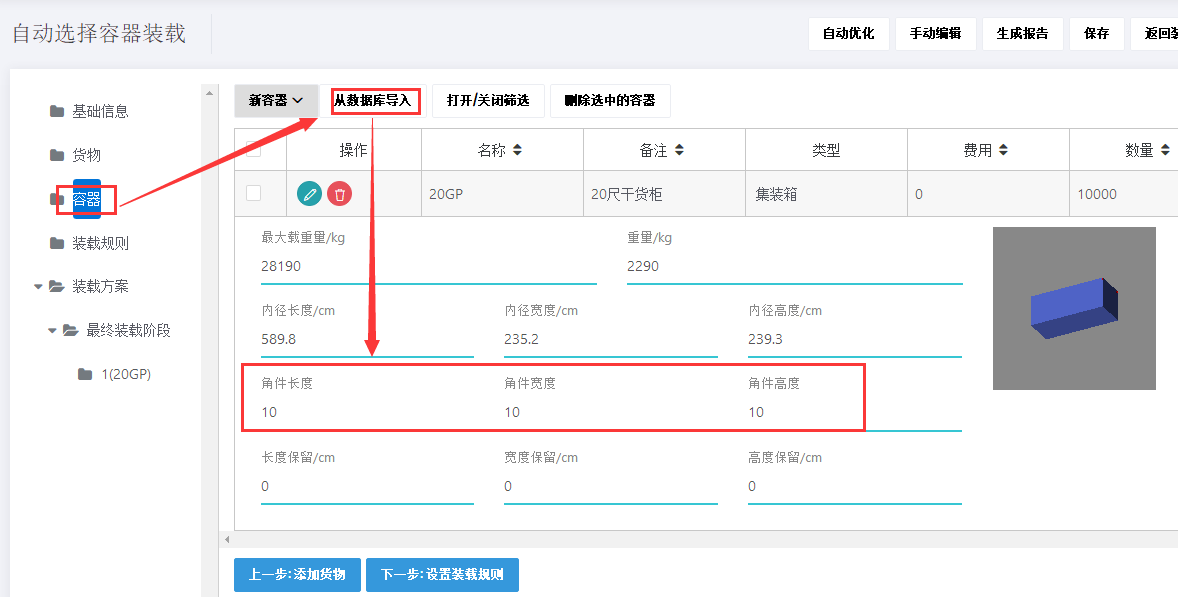 自动选择容器装载
自动优化 手动编辑 生成报告 保存 返回装
基础信息
货物
容器
装载规则
装载方案
最终装载阶段
1(20GP)
新容器 从数据库导入 打开/关闭筛选 删除选中的容器
操作 名称 备注 类型 费用 数量
20GP 20尺干货柜 集装箱 0 10000
最大载重量/kg 重量/kg
28190 2290
内径长度/cm 内径宽度/cm 内径高度/cm
589.8 235.2 239.3
角件长度 角件宽度 角件高度
10 10 10
长度保留/cm 宽度保留/cm 高度保留/cm
0 0 0
上一步:添加货物 下一步:设置装载规则